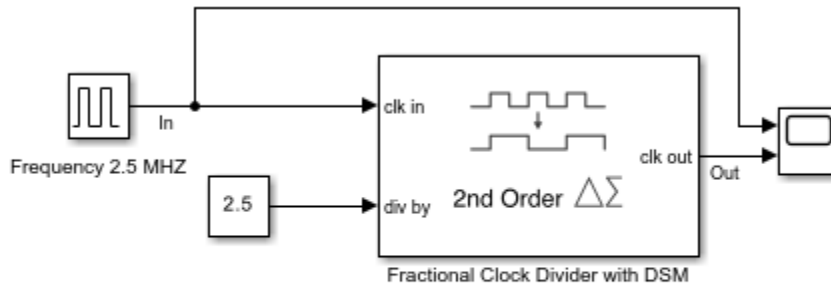 In
Frequency 2.5 MHZ
2.5
clk in
div by
2nd Order ΔΣ
clk out
Out
Fractional Clock Divider with DSM